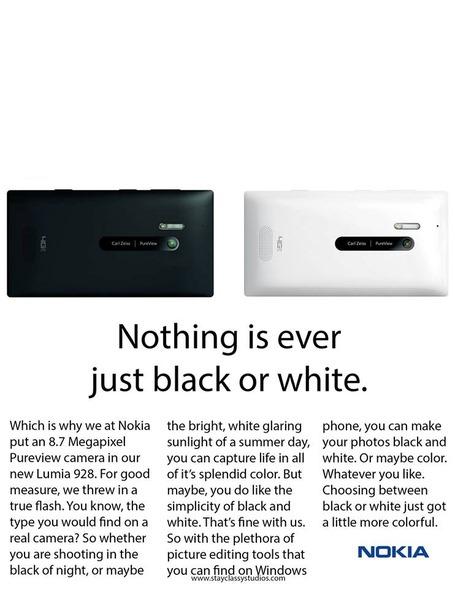 Carl Zeiss | PureView
Carl Zeiss | PureView
Nothing is ever
just black or white.
Which is why we at Nokia
put an 8.7 Megapixel
Pureview camera in our
new Lumia 928. For good
measure, we threw in a
true flash. You know, the
type you would find on a
real camera? So whether
you are shooting in the
black of night, or maybe
the bright, white glaring
sunlight of a summer day,
you can capture life in all
of it's splendid color. But
maybe, you do like the
simplicity of black and
white. That's fine with us.
So with the plethora of
picture editing tools that
you can find on Windows
phone, you can make
your photos black and
white. Or maybe color.
Whatever you like.
Choosing between
black or white just got
a little more colorful.
NOKIA
www.stayclassystudios.com